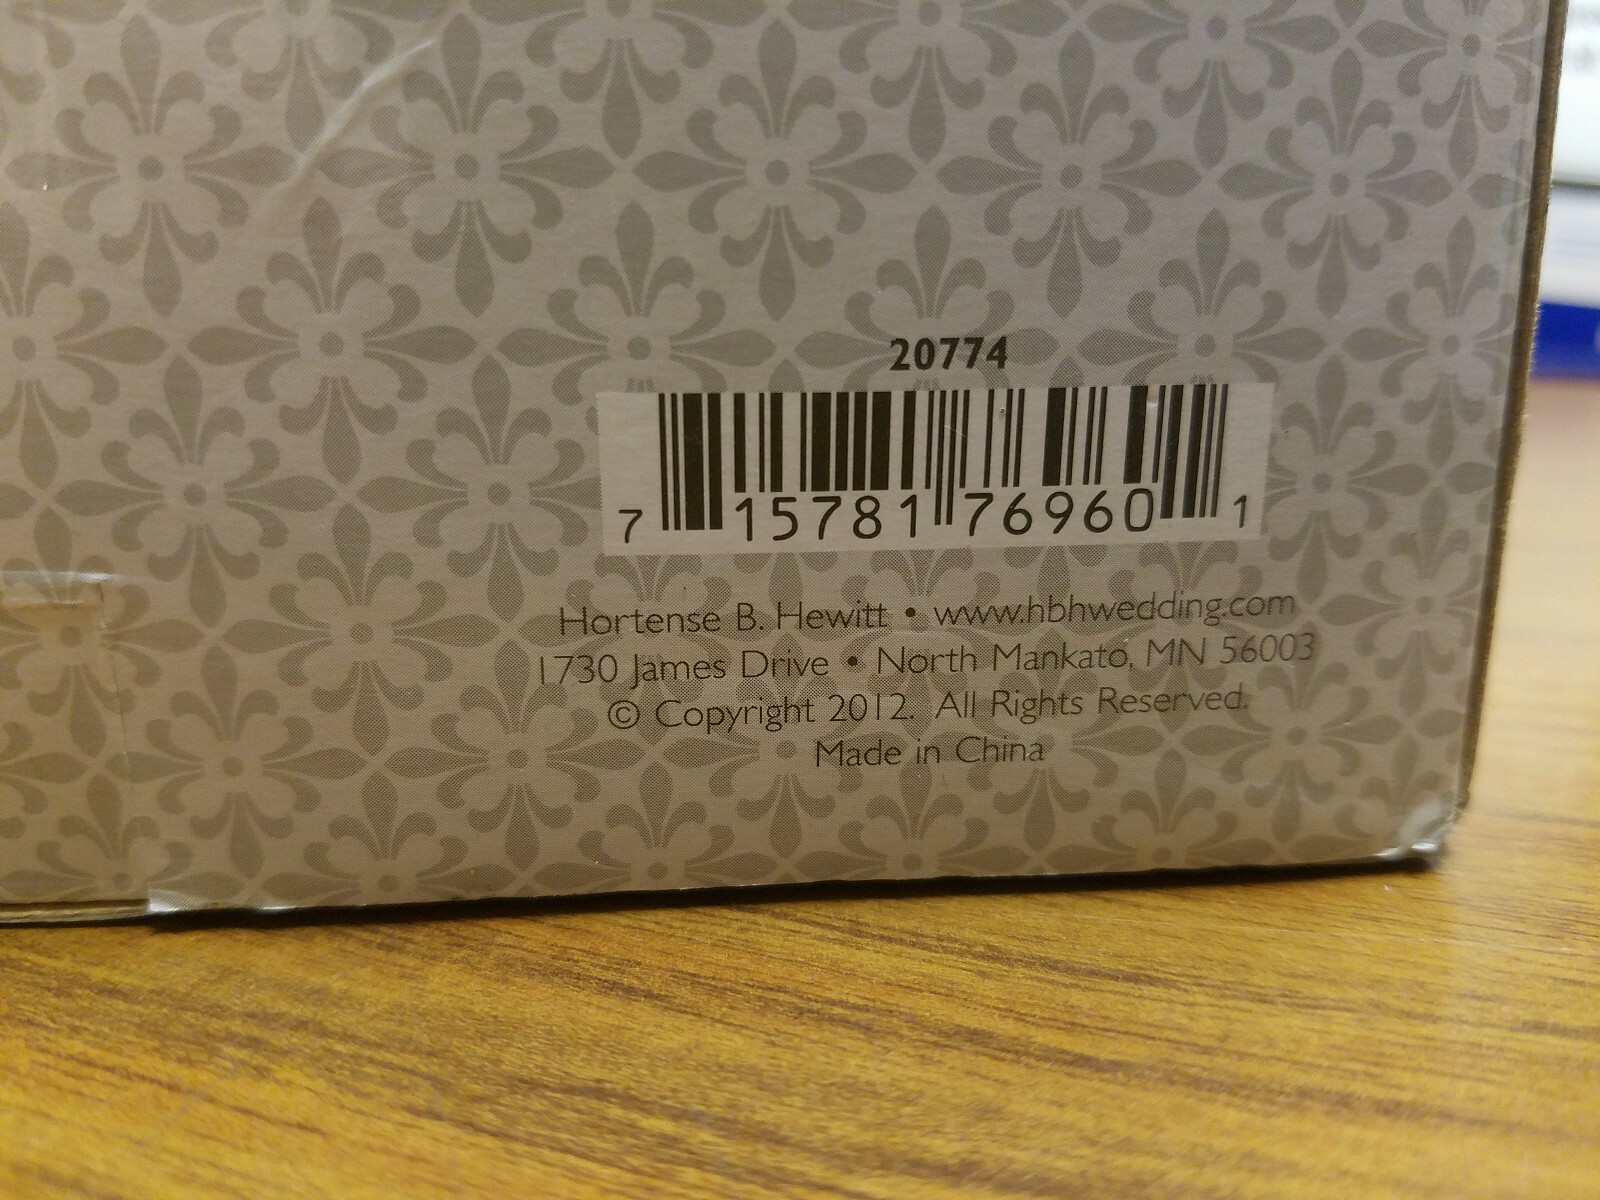 20774
7 15781 76960 1
Hortense B. Hewitt • www.hbhwedding.com
1730 James Drive • North Mankato, MN 56003
© Copyright 2012. All Rights Reserved.
Made in China